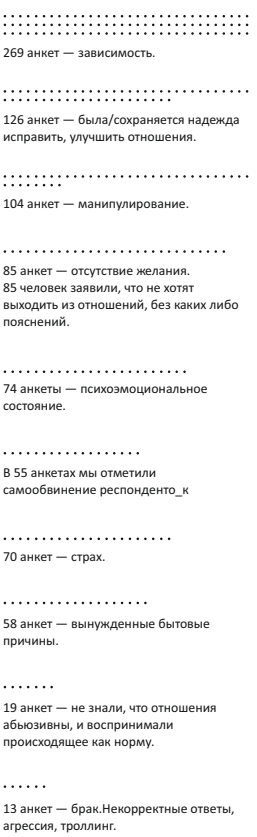 269 анкет — зависимость.
126 анкет — была/сохраняется надежда
исправить, улучшить отношения.
104 анкет — манипулирование.
85 анкет — отсутствие желания.
85 человек заявили, что не хотят
выходить из отношений, без каких либо
пояснений.
74 анкеты — психоэмоциональное
состояние.
В 55 анкетах мы отметили
самообвинение респонденто_к
70 анкет — страх.
58 анкет — вынужденные бытовые
причины.
19 анкет — не знали, что отношения
абьюзивны, и воспринимали
происходящее как норму.
13 анкет — брак.Некорректные ответы,
агрессия, троллинг.